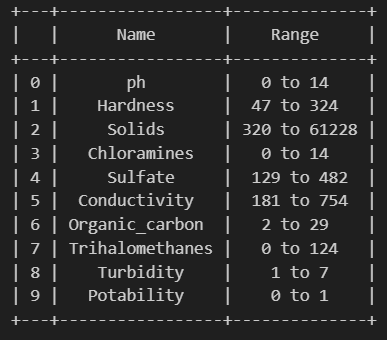 +---+----------------+--------------+
|   |      Name      |    Range     |
+---+----------------+--------------+
| 0 |       ph       |   0 to 14    |
| 1 |    Hardness    |  47 to 324   |
| 2 |     Solids     | 320 to 61228 |
| 3 |   Chloramines  |   0 to 14    |
| 4 |     Sulfate    |  129 to 482  |
| 5 |  Conductivity  |  181 to 754  |
| 6 | Organic_carbon |   2 to 29    |
| 7 | Trihalomethanes |   0 to 124   |
| 8 |    Turbidity   |    1 to 7    |
| 9 |   Potability   |    0 to 1    |
+---+----------------+--------------+